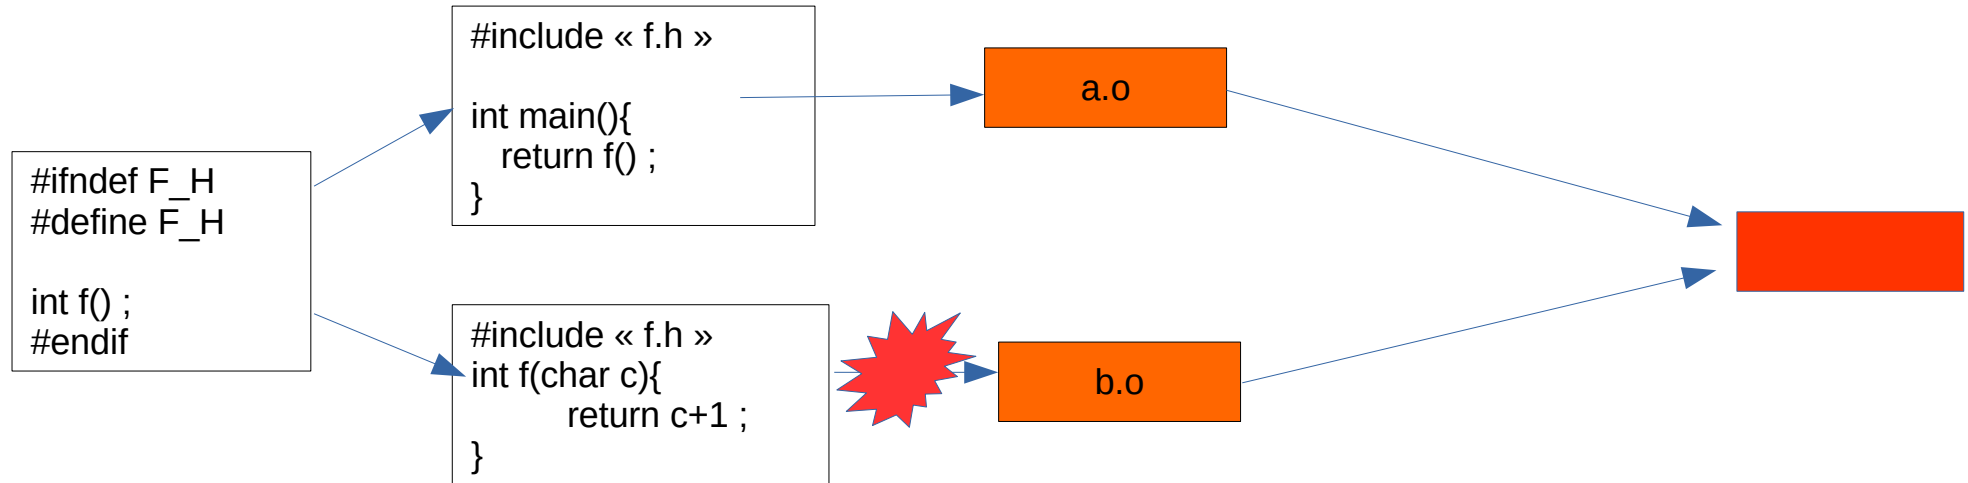 #ifndef F_H
#define F_H
int f() ;
#endif
#include « f.h »
int main(){
return f() ;
}
#include « f.h »
int f(char c){
return c+1 ;
}
a.o
b.o